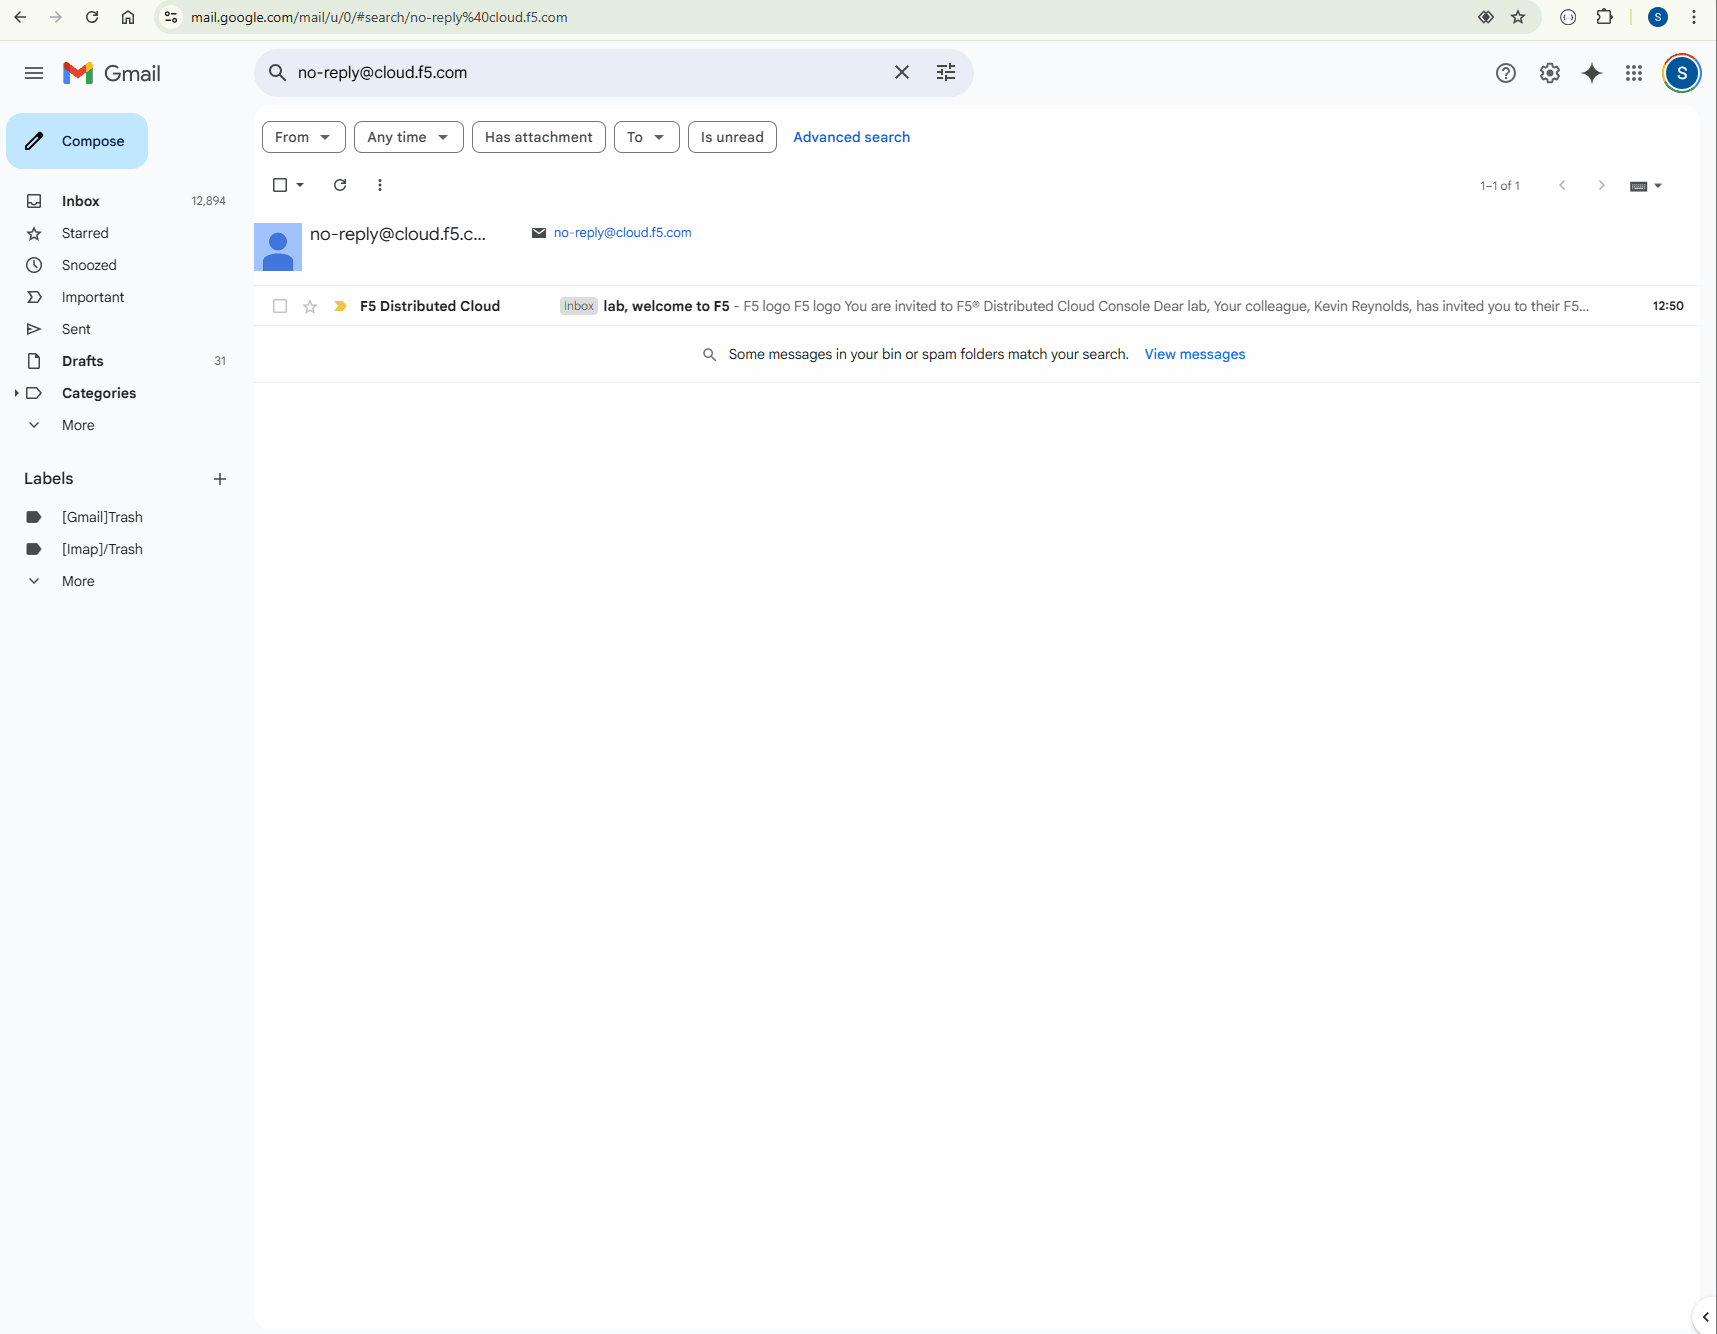 mail.google.com/mail/u/0/#search/no-reply%40cloud.f5.com
S
Gmail
no-reply@cloud.f5.com
S
Compose
From
Any time
Has attachment
To
Is unread
Advanced search
1–1 of 1
Inbox 12,894
Starred
Snoozed
Important
Sent
Drafts 31
Categories
More
Labels
[Gmail]Trash
[Imap]/Trash
More
no-reply@cloud.f5.c...
no-reply@cloud.f5.com
F5 Distributed Cloud Inbox lab, welcome to F5 - F5 logo F5 logo You are invited to F5® Distributed Cloud Console Dear lab, Your colleague, Kevin Reynolds, has invited you to their F5... 12:50
Some messages in your bin or spam folders match your search. View messages